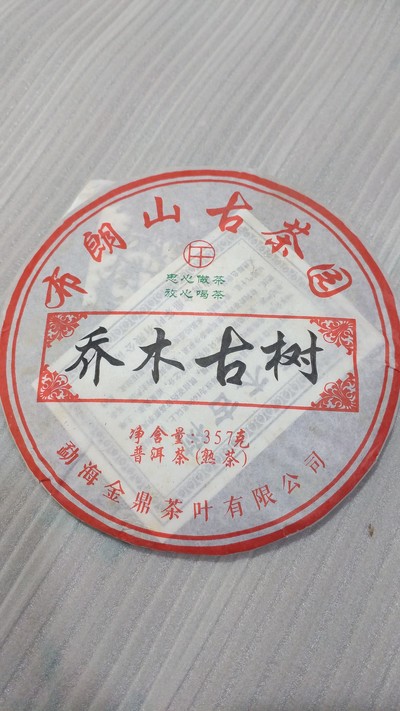 布朗山古茶园
忠心做茶
放心喝茶
乔木古树
净含量:357克
普洱茶(熟茶)
勐海金鼎茶叶有限公司